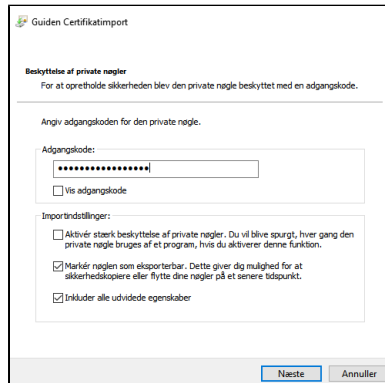 Guiden Certifikatimport
Beskyttelse af private nøgler
For at opretholde sikkerheden blev den private nøgle beskyttet med en adgangskode.
Angiv adgangskoden for den private nøgle.
Adgangskode:
•••••••••••••••••
Vis adgangskode
Importindstillinger:
Aktivér stærk beskyttelse af private nøgler. Du vil blive spurgt, hver gang den
private nøgle bruges af et program, hvis du aktiverer denne funktion.
Markér nøglen som eksporterbar. Dette giver dig mulighed for at
sikkerhedskopiere eller flytte dine nøgler på et senere tidspunkt.
Inkluder alle udvidede egenskaber
Næste Annuller